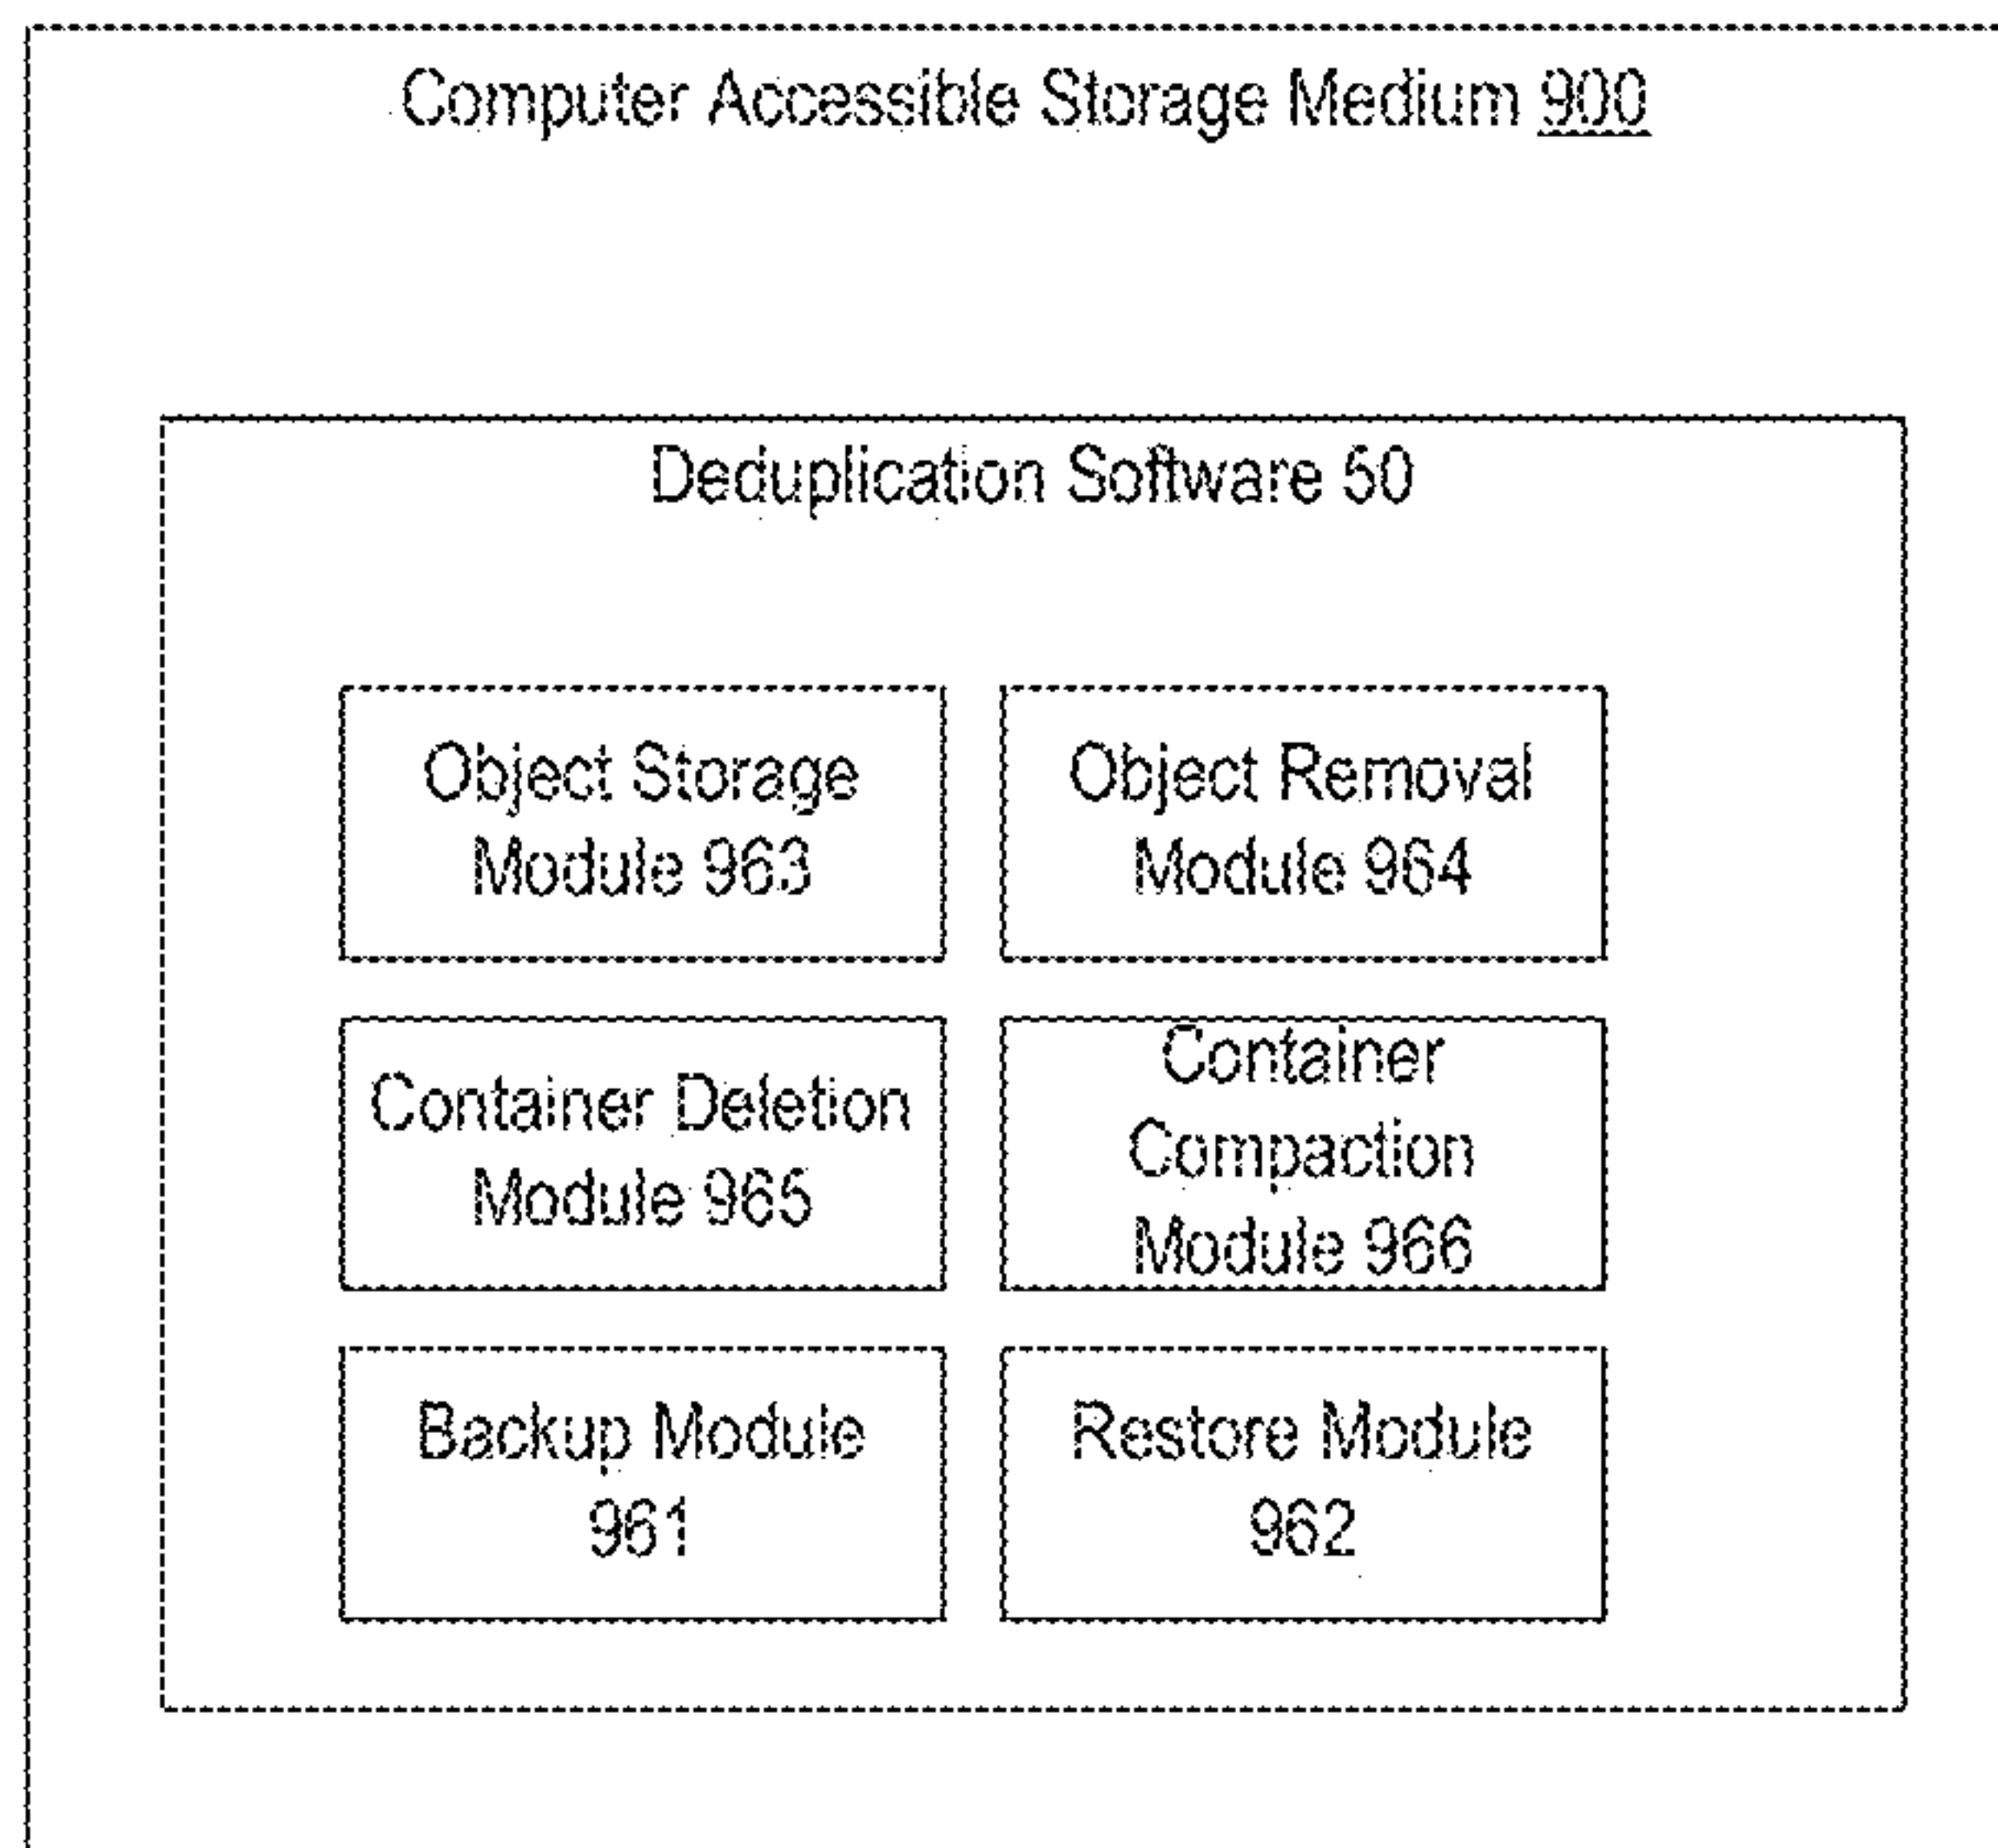 Computer Accessible Storage Medium 900
Deduplication Software 50
Object Storage
Module 963
Object Removal
Module 964
Container Deletion
Module 965
Container
Compaction
Module 966
Backup Module
961
Restore Module
962